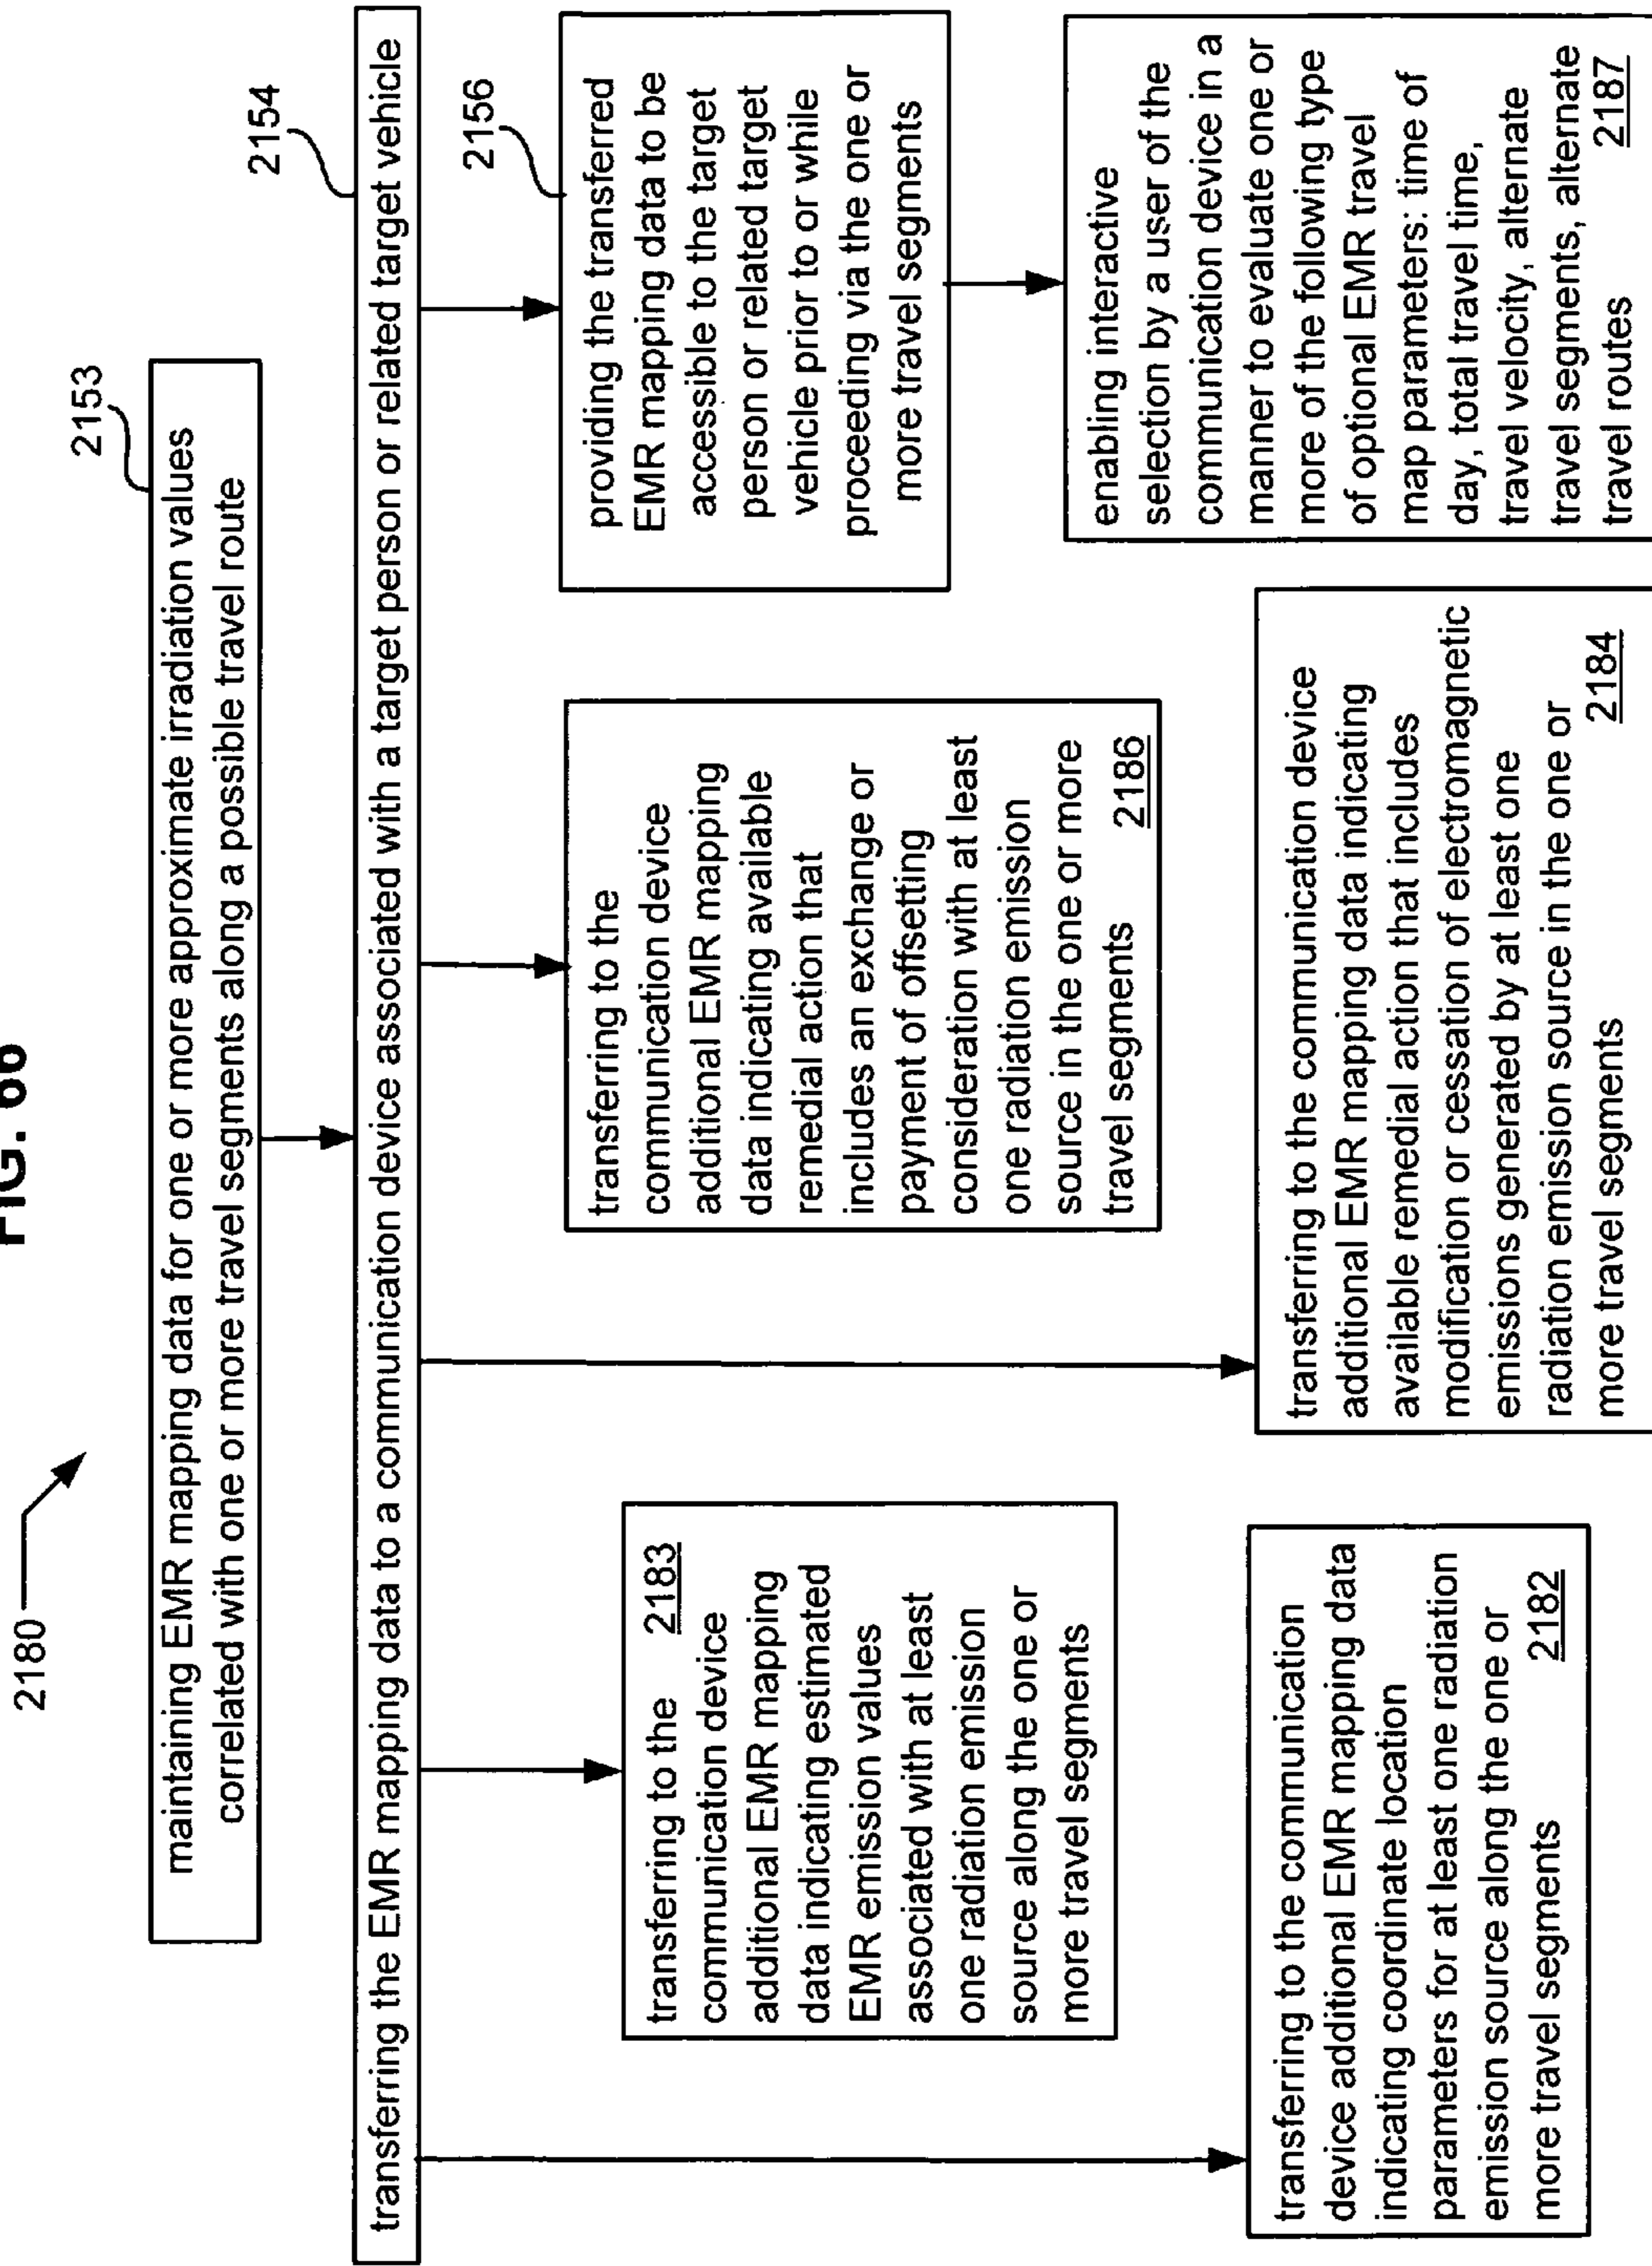 FIG. 66
2180
2153
maintaining EMR mapping data for one or more approximate irradiation values
correlated with one or more travel segments along a possible travel route
2154
transferring the EMR mapping data to a communication device associated with a target person or related target vehicle
2183
transferring to the
communication device
additional EMR mapping
data indicating estimated
EMR emission values
associated with at least
one radiation emission
source along the one or
more travel segments
transferring to the
communication device
additional EMR mapping
data indicating available
remedial action that
includes an exchange or
payment of offsetting
consideration with at least
one radiation emission
source in the one or more
travel segments 2186
2156
providing the transferred
EMR mapping data to be
accessible to the target
person or related target
vehicle prior to or while
proceeding via the one or
more travel segments
transferring to the communication
device additional EMR mapping data
indicating coordinate location
parameters for at least one radiation
emission source along the one or
more travel segments 2182
transferring to the communication device
additional EMR mapping data indicating
available remedial action that includes
modification or cessation of electromagnetic
emissions generated by at least one
radiation emission source in the one or
more travel segments 2184
enabling interactive
selection by a user of the
communication device in a
manner to evaluate one or
more of the following type
of optional EMR travel
map parameters: time of
day, total travel time,
travel velocity, alternate
travel segments, alternate
travel routes 2187